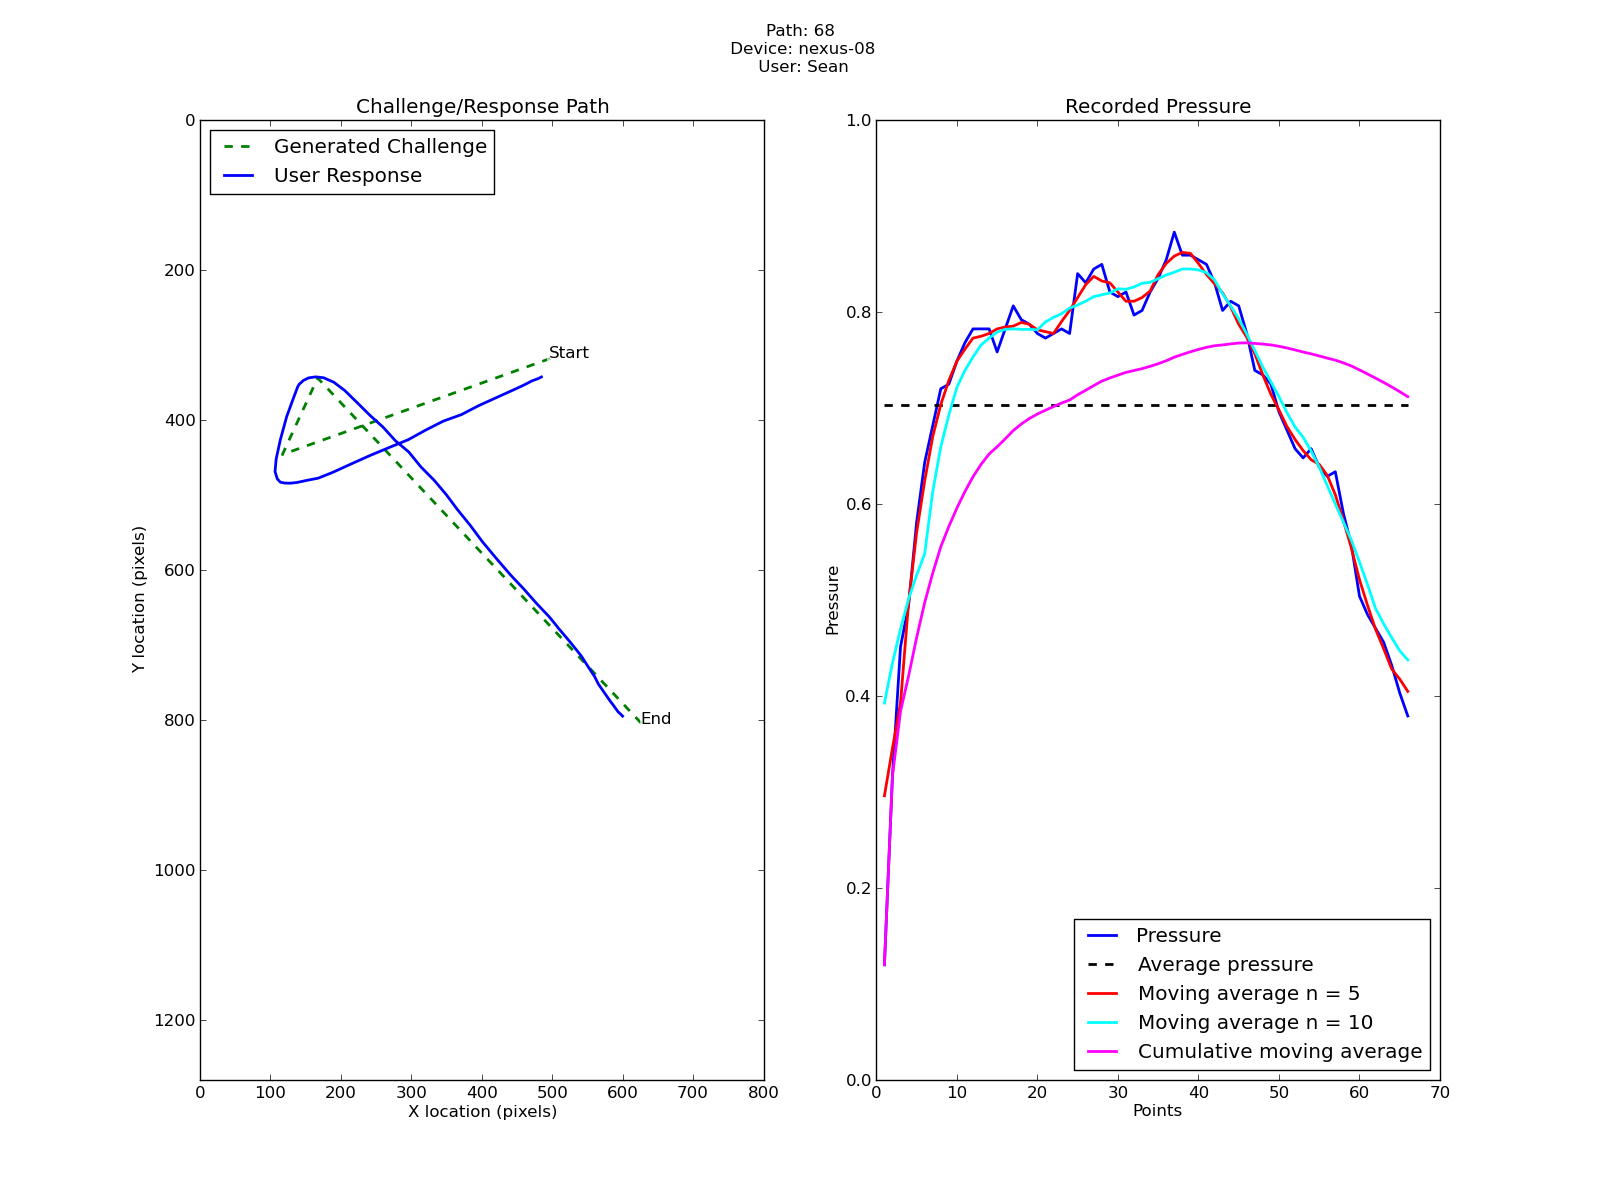 Path: 68
Device: nexus-08
User: Sean
Challenge/Response Path
Generated Challenge
User Response
Start
End
0
200
400
600
800
1000
1200
Y location (pixels)
0 100 200 300 400 500 600 700 800
X location (pixels)
Recorded Pressure
1.0
0.8
0.6
0.4
0.2
0.0
Pressure
Pressure
Average pressure
Moving average n = 5
Moving average n = 10
Cumulative moving average
0 10 20 30 40 50 60 70
Points